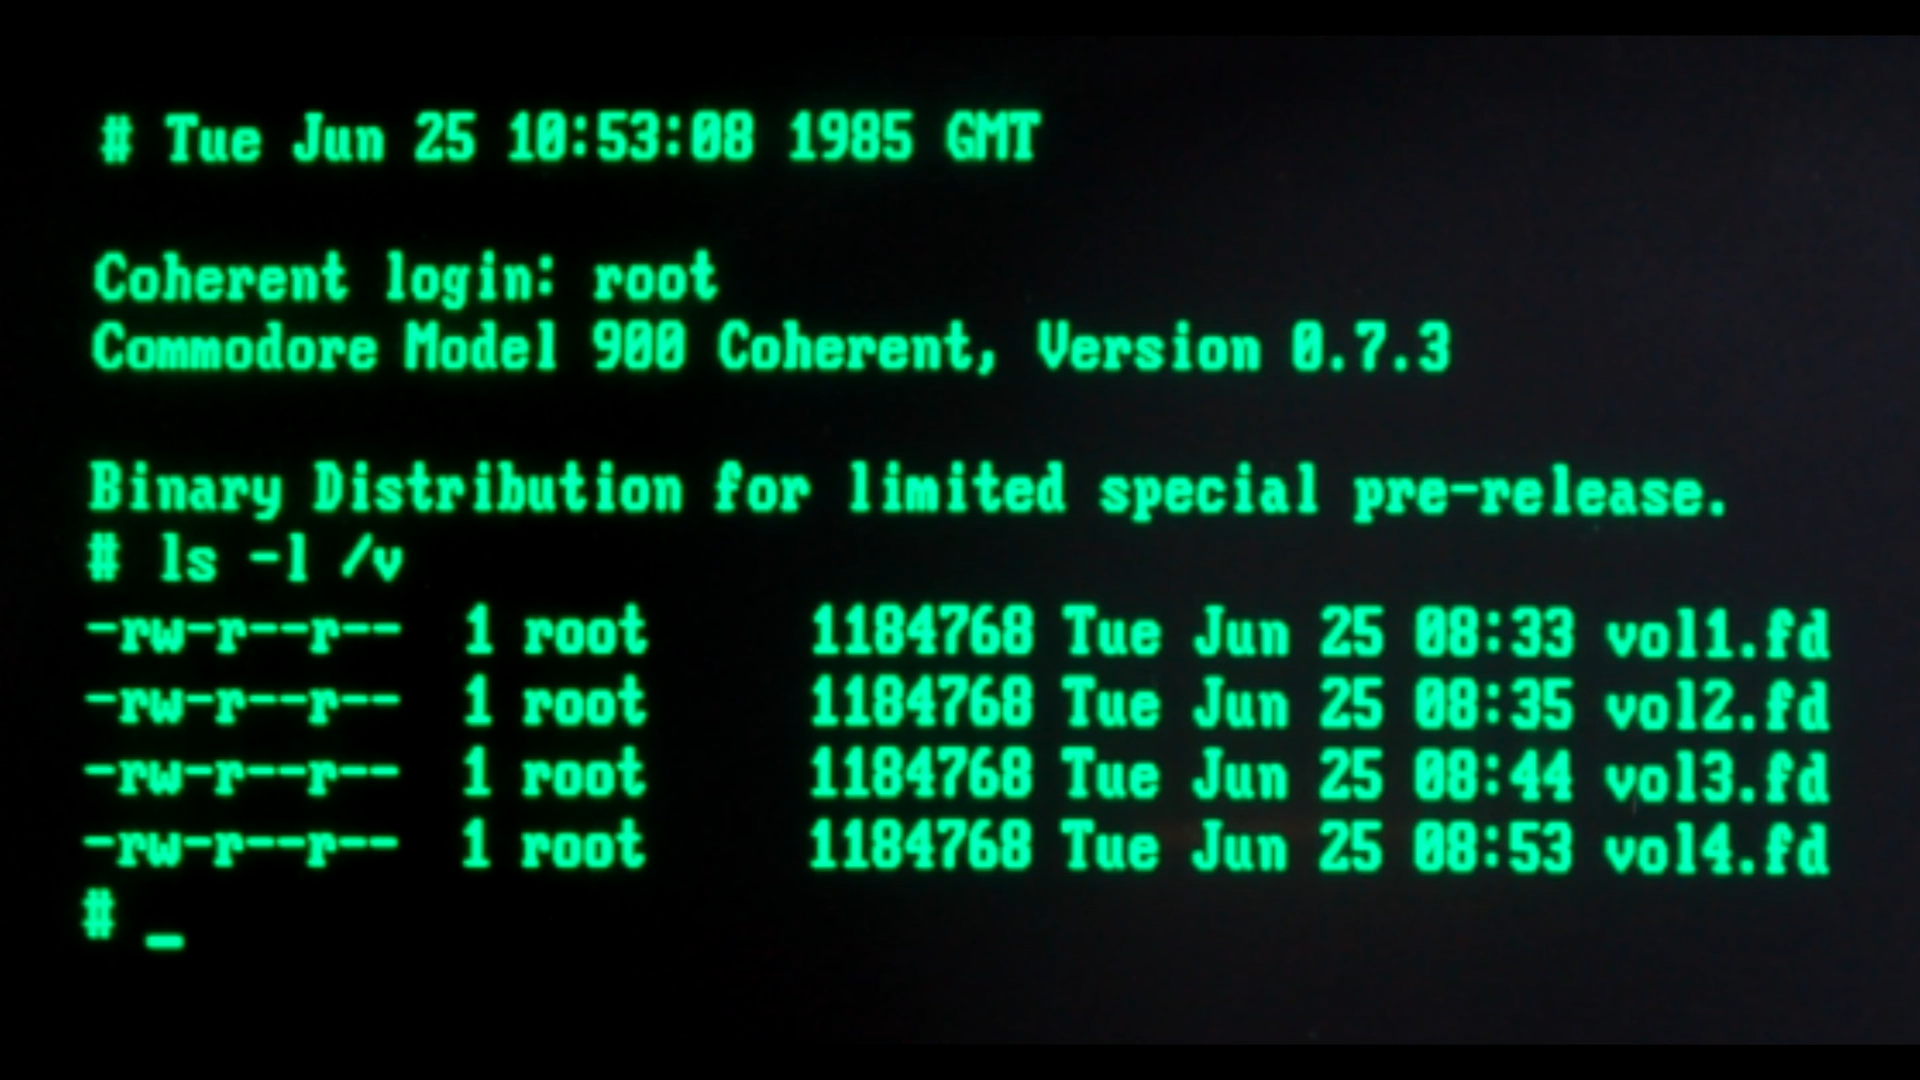 # Tue Jun 25 10:53:08 1985 GMT
Coherent login: root
Commodore Model 900 Coherent, Version 0.7.3
Binary Distribution for limited special pre-release.
# ls -l /v
-rw-r--r--  1 root     1184768 Tue Jun 25 08:33 vol1.fd
-rw-r--r--  1 root     1184768 Tue Jun 25 08:35 vol2.fd
-rw-r--r--  1 root     1184768 Tue Jun 25 08:44 vol3.fd
-rw-r--r--  1 root     1184768 Tue Jun 25 08:53 vol4.fd
# _